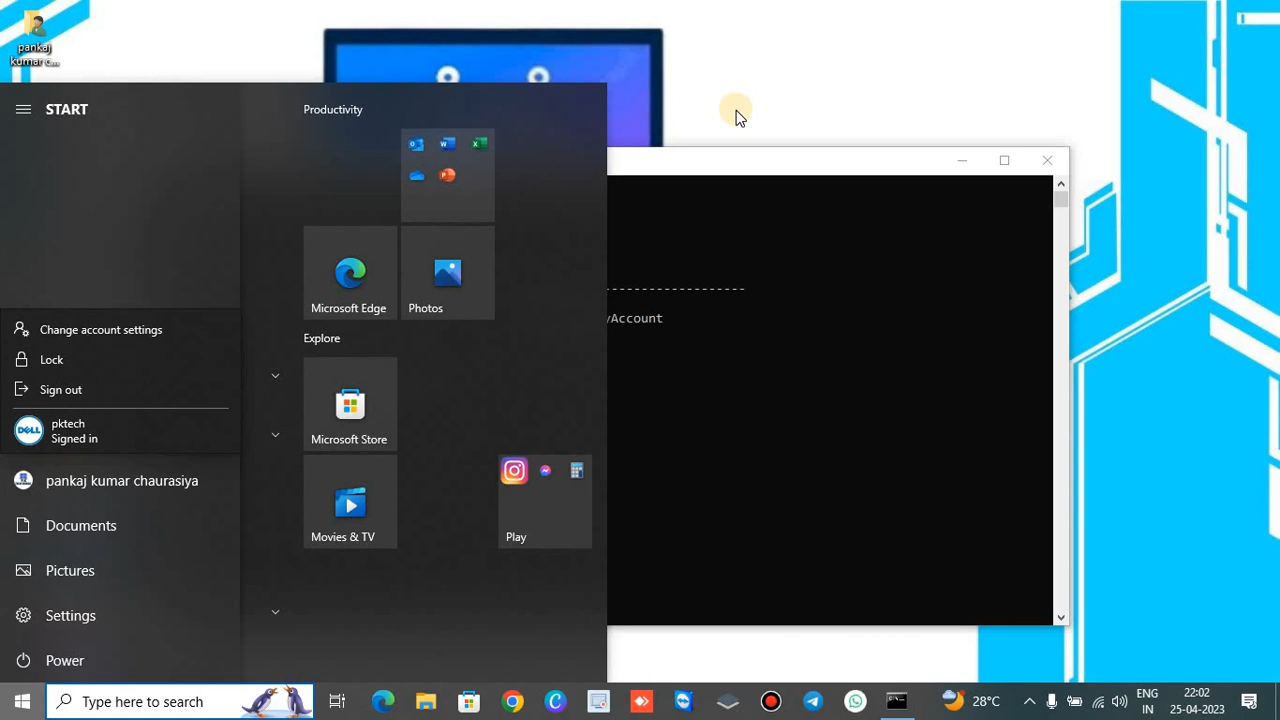 pankaj
kumar c...
START
Productivity
Microsoft Edge
Photos
Explore
Change account settings
Lock
Sign out
DELL
pktech
Signed in
Microsoft Store
pankaj kumar chaurasiya
Movies & TV
Play
Documents
Pictures
Settings
Power
------------------
yAccount
Type here to search
28°C
ENG
IN
22:02
25-04-2023